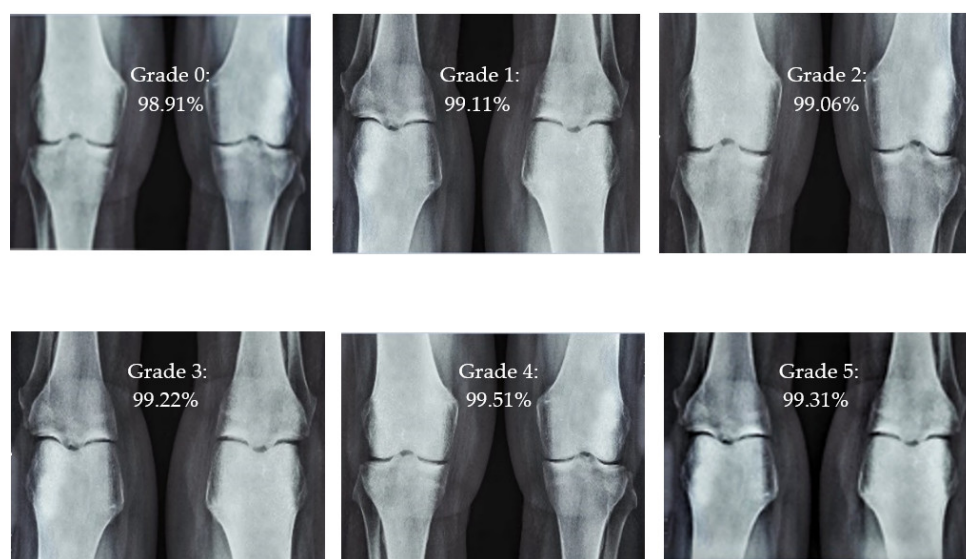 Grade 0:
98.91%
Grade 1:
99.11%
Grade 2:
99.06%
Grade 3:
99.22%
Grade 4:
99.51%
Grade 5:
99.31%